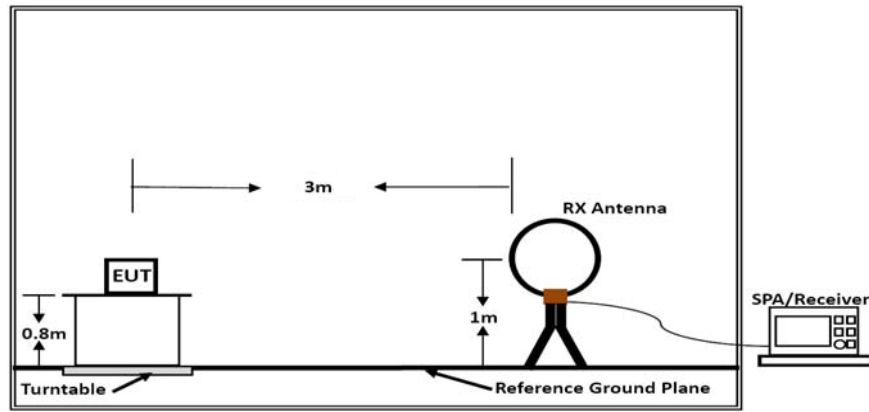 3m
RX Antenna
EUT
SPA/Receiver
0.8m
1m
Turntable
Reference Ground Plane